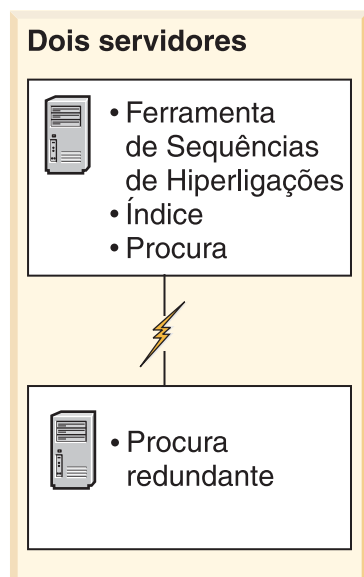 Dois servidores
• Ferramenta
de Sequências
de Hiperligações
• Índice
• Procura
• Procura
redundante